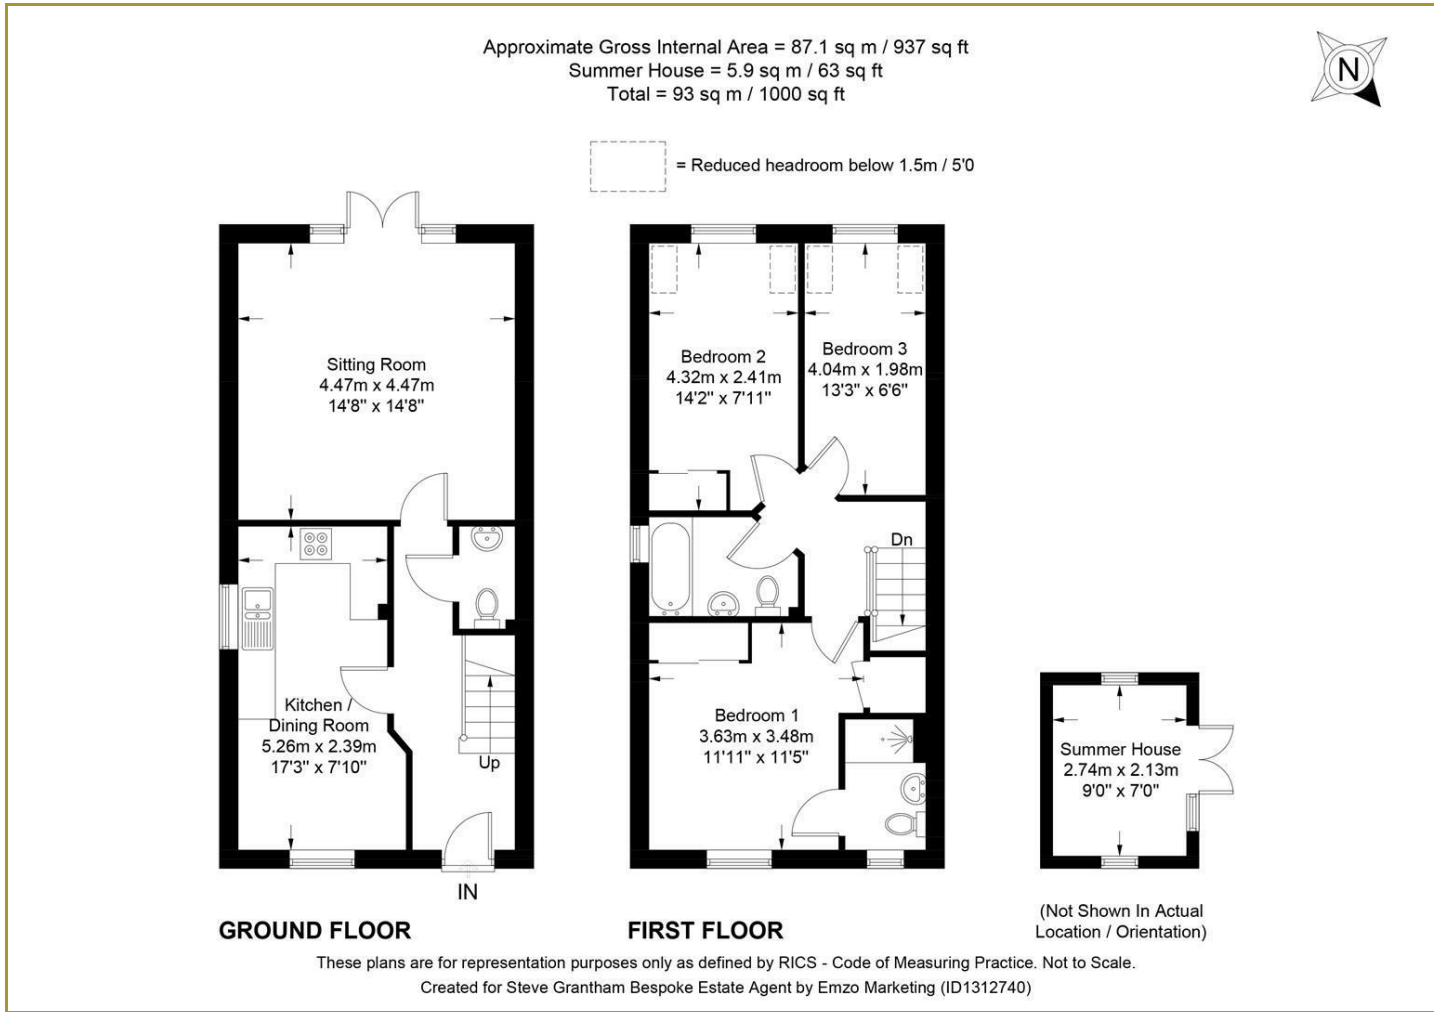 Approximate Gross Internal Area = 87.1 sq m / 937 sq ft
Summer House = 5.9 sq m / 63 sq ft
Total = 93 sq m / 1000 sq ft
N
= Reduced headroom below 1.5m / 5'0
Sitting Room
4.47m x 4.47m
14'8" x 14'8"
Kitchen /
Dining Room
5.26m x 2.39m
17'3" x 7'10"
Up
IN
GROUND FLOOR
Bedroom 2
4.32m x 2.41m
14'2" x 7'11"
Bedroom 3
4.04m x 1.98m
13'3" x 6'6"
Dn
Bedroom 1
3.63m x 3.48m
11'11" x 11'5"
FIRST FLOOR
Summer House
2.74m x 2.13m
9'0" x 7'0"
(Not Shown In Actual
Location / Orientation)
These plans are for representation purposes only as defined by RICS - Code of Measuring Practice. Not to Scale.
Created for Steve Grantham Bespoke Estate Agent by Emzo Marketing (ID1312740)